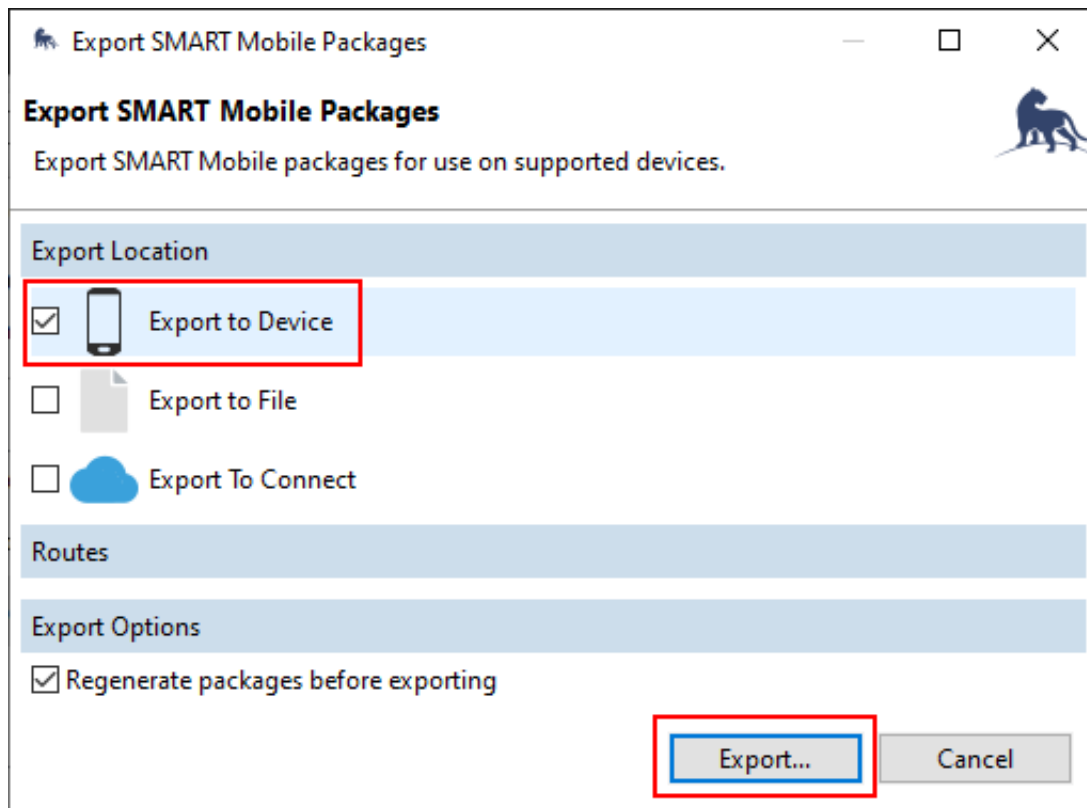 Export SMART Mobile Packages
Export SMART Mobile Packages
Export SMART Mobile packages for use on supported devices.
Export Location
Export to Device
Export to File
Export To Connect
Routes
Export Options
Regenerate packages before exporting
Export... Cancel